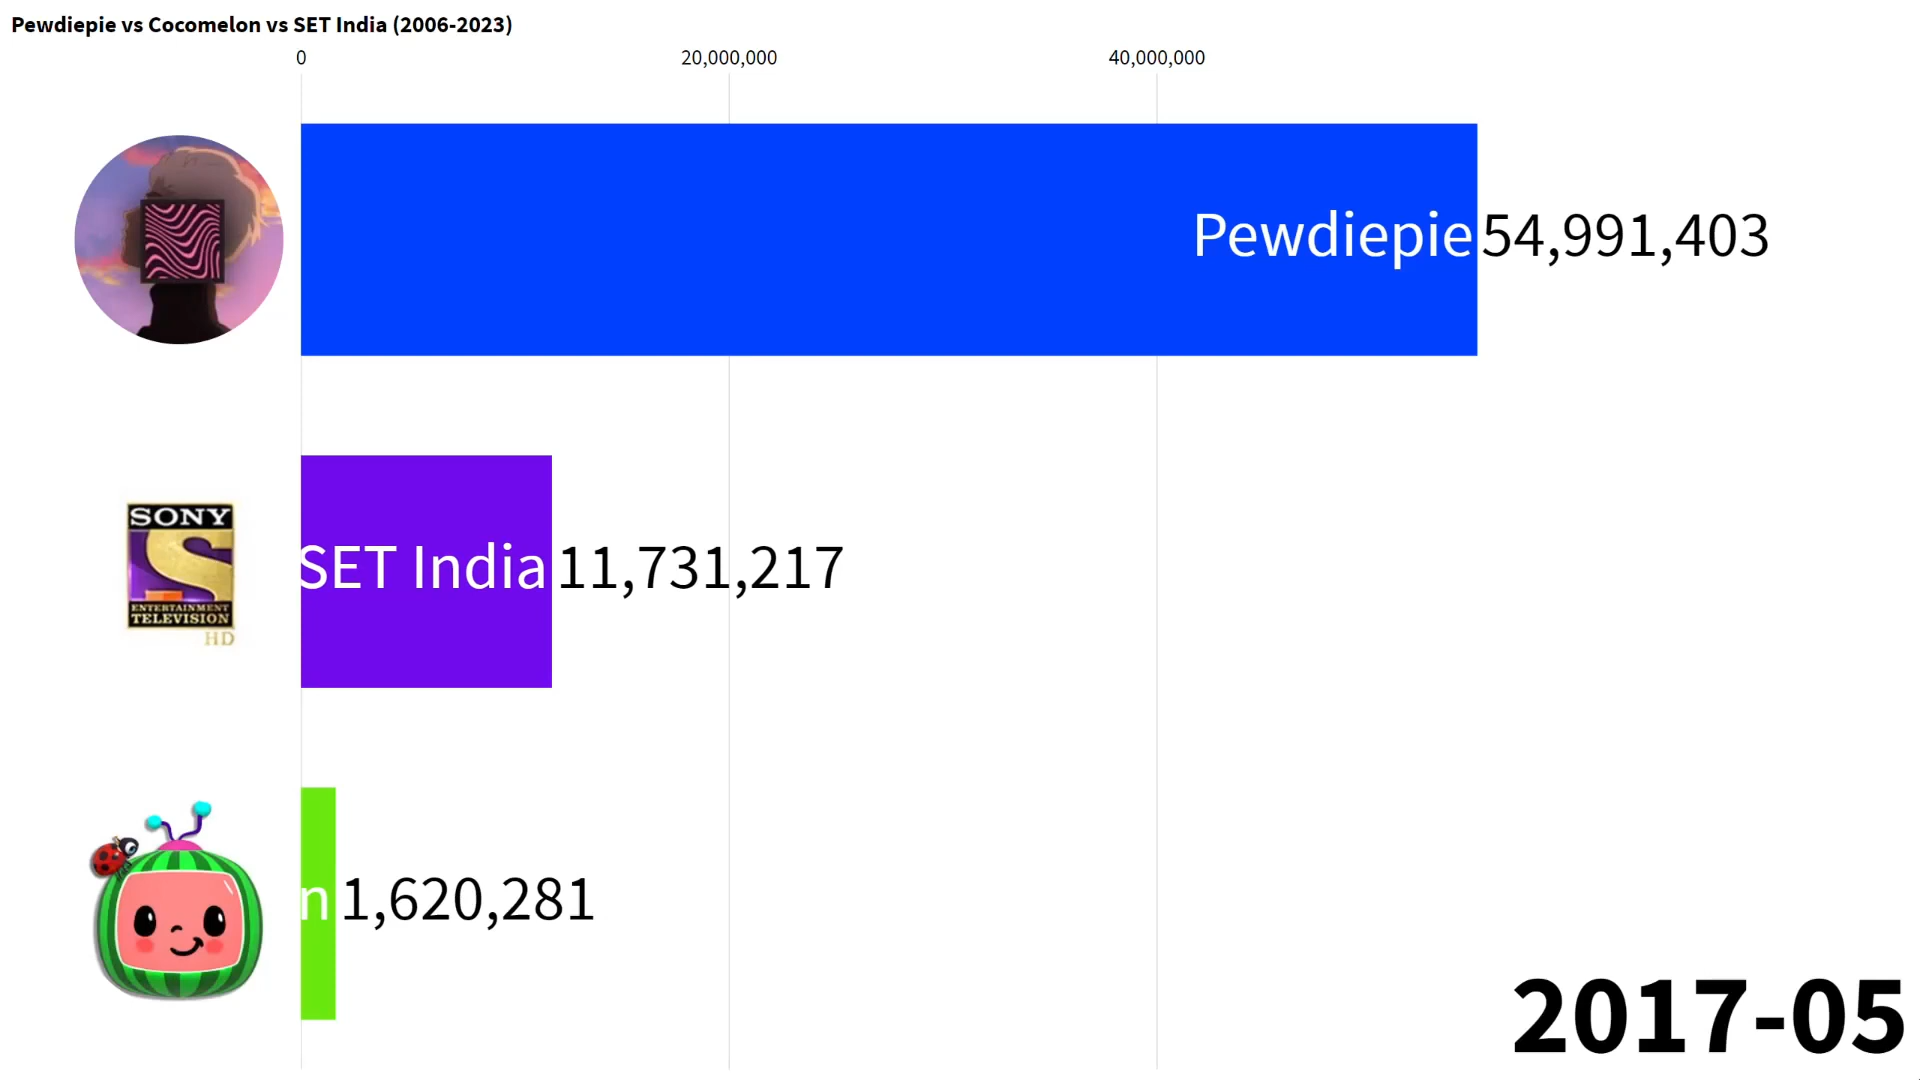 Pewdiepie vs Cocomelon vs SET India (2006-2023)
0 20,000,000 40,000,000
Pewdiepie 54,991,403
SONY
ENTERTAINMENT
TELEVISION
HD
SET India 11,731,217
n 1,620,281
2017-05